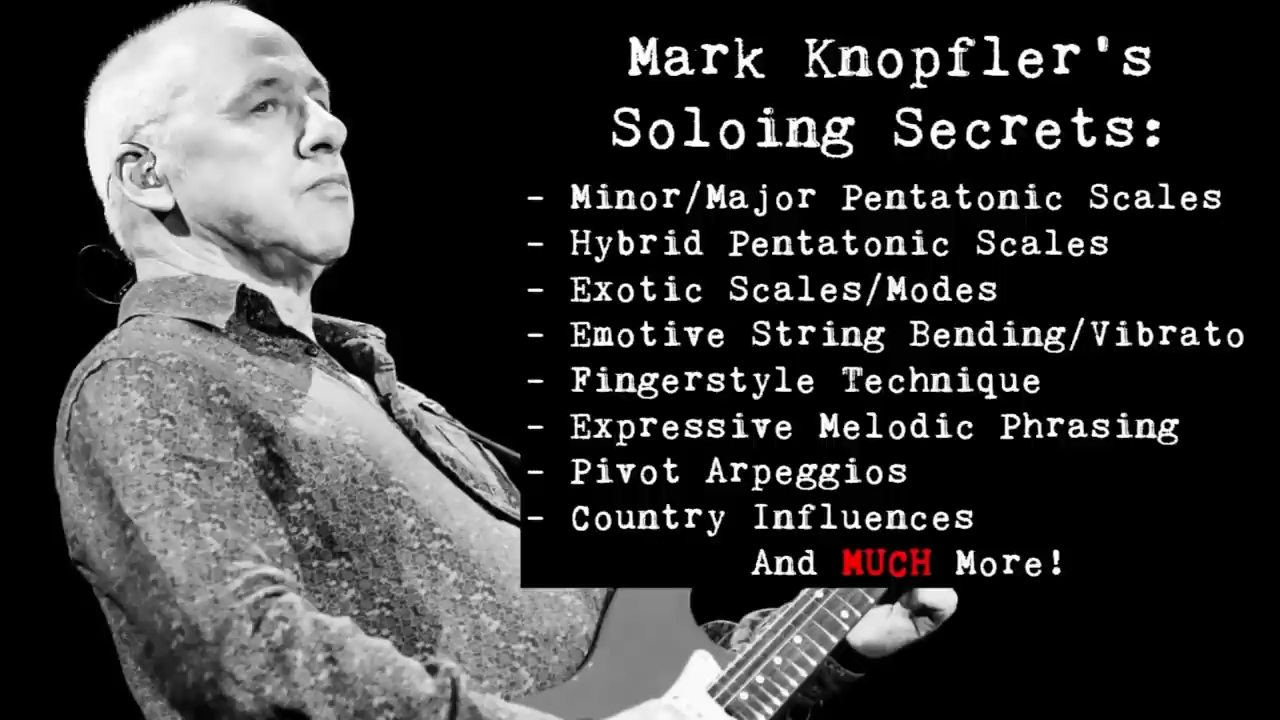 Mark Knopfler's
Soloing Secrets:
- Minor/Major Pentatonic Scales
- Hybrid Pentatonic Scales
- Exotic Scales/Modes
- Emotive String Bending/Vibrato
- Fingerstyle Technique
- Expressive Melodic Phrasing
- Pivot Arpeggios
- Country Influences
And MUCH More!